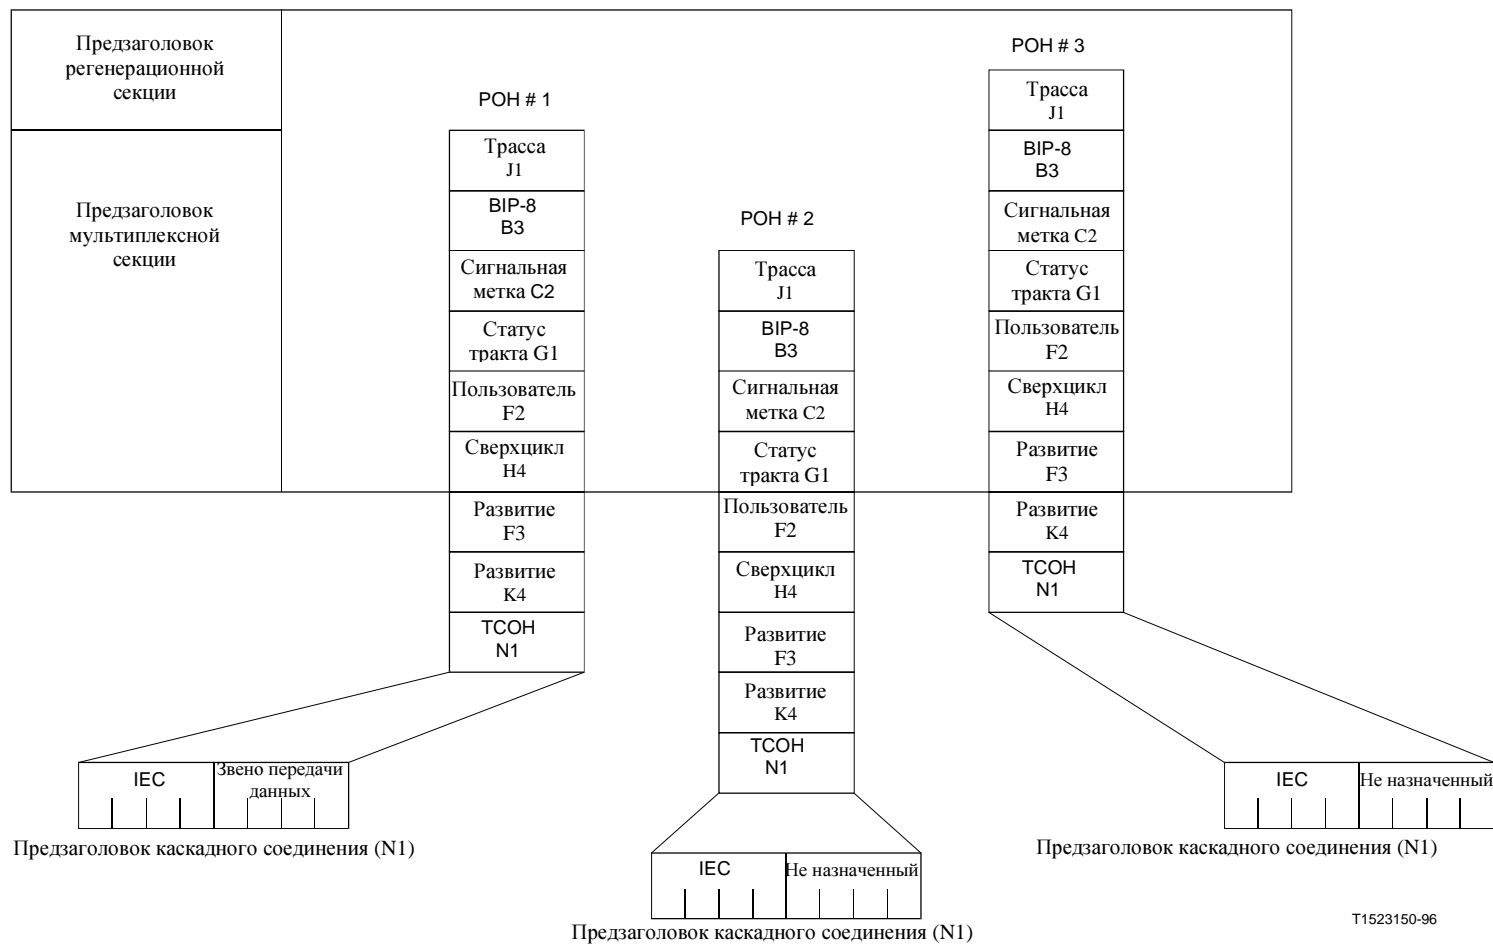 Предзаголовок
регенерационной
секции
Предзаголовок
мультиплексной
секции
POH # 1
Трасса
J1
BIP-8
B3
Сигнальная
метка C2
Статус
тракта G1
Пользователь
F2
Сверхцикл
H4
Развитие
F3
Развитие
K4
TCOH
N1
IEC
Звено передачи
данных
Предзаголовок каскадного соединения (N1)
POH # 2
Трасса
J1
BIP-8
B3
Сигнальная
метка C2
Статус
тракта G1
Пользователь
F2
Сверхцикл
H4
Развитие
F3
Развитие
K4
TCOH
N1
IEC
Не назначенный
Предзаголовок каскадного соединения (N1)
POH # 3
Трасса
J1
BIP-8
B3
Сигнальная
метка C2
Статус
тракта G1
Пользователь
F2
Сверхцикл
H4
Развитие
F3
Развитие
K4
TCOH
N1
IEC
Не назначенный
Предзаголовок каскадного соединения (N1)
T1523150-96